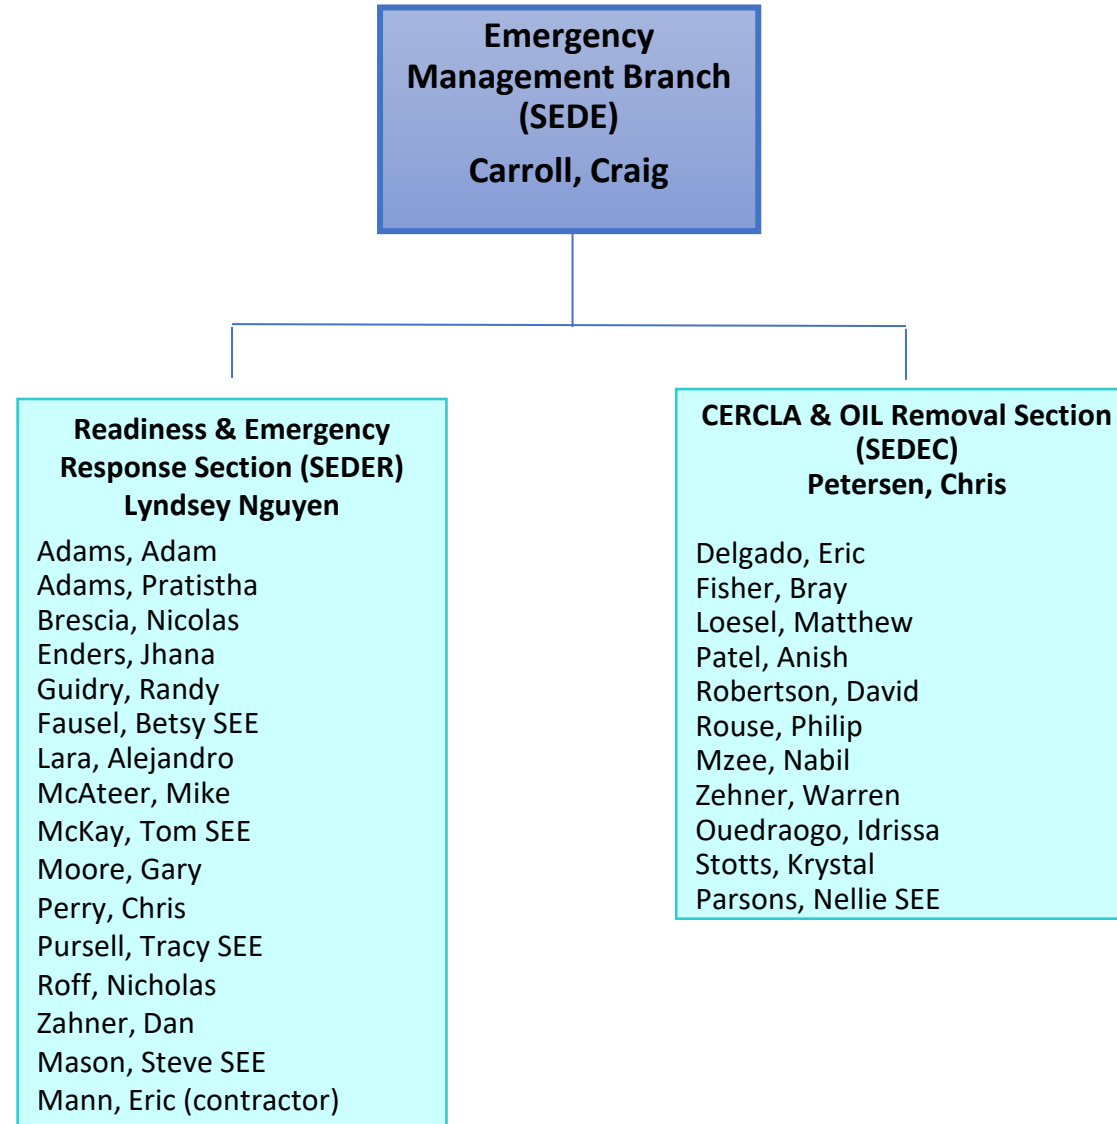 Emergency
Management Branch
(SEDE)
Carroll, Craig
Readiness & Emergency
Response Section (SEDER)
Lyndsey Nguyen
Adams, Adam
Adams, Pratistha
Brescia, Nicolas
Enders, Jhana
Guidry, Randy
Fausel, Betsy SEE
Lara, Alejandro
McAteer, Mike
McKay, Tom SEE
Moore, Gary
Perry, Chris
Pursell, Tracy SEE
Roff, Nicholas
Zahner, Dan
Mason, Steve SEE
Mann, Eric (contractor)
CERCLA & OIL Removal Section
(SEDEC)
Petersen, Chris
Delgado, Eric
Fisher, Bray
Loesel, Matthew
Patel, Anish
Robertson, David
Rouse, Philip
Mzee, Nabil
Zehner, Warren
Ouedraogo, Idrissa
Stotts, Krystal
Parsons, Nellie SEE